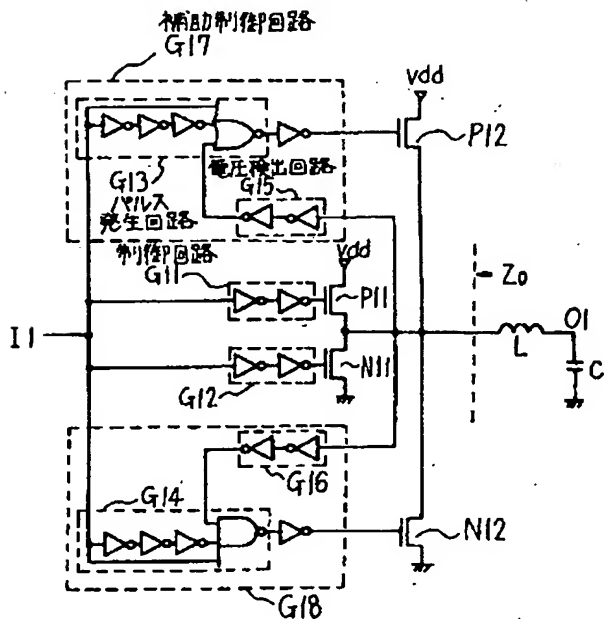 補助制御回路
G17
Vdd
P12
G13
パルス
発生回路
電圧検出回路
G15
制御回路
G11
Vdd
P11
Z0
I1
L
O1
C
G12
N11
G16
G14
N12
G18